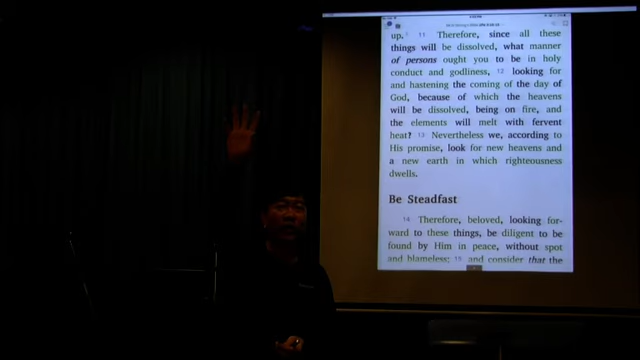 up. 11 Therefore, since all these
things will be dissolved, what manner
of persons ought you to be in holy
conduct and godliness, 12 looking for
and hastening the coming of the day of
God, because of which the heavens
will be dissolved, being on fire, and
the elements will melt with fervent
heat? 13 Nevertheless we, according to
His promise, look for new heavens and
a new earth in which righteousness
dwells.
Be Steadfast
14 Therefore, beloved, looking for-
ward to these things, be diligent to be
found by Him in peace, without spot
and blameless; 15 and consider that the